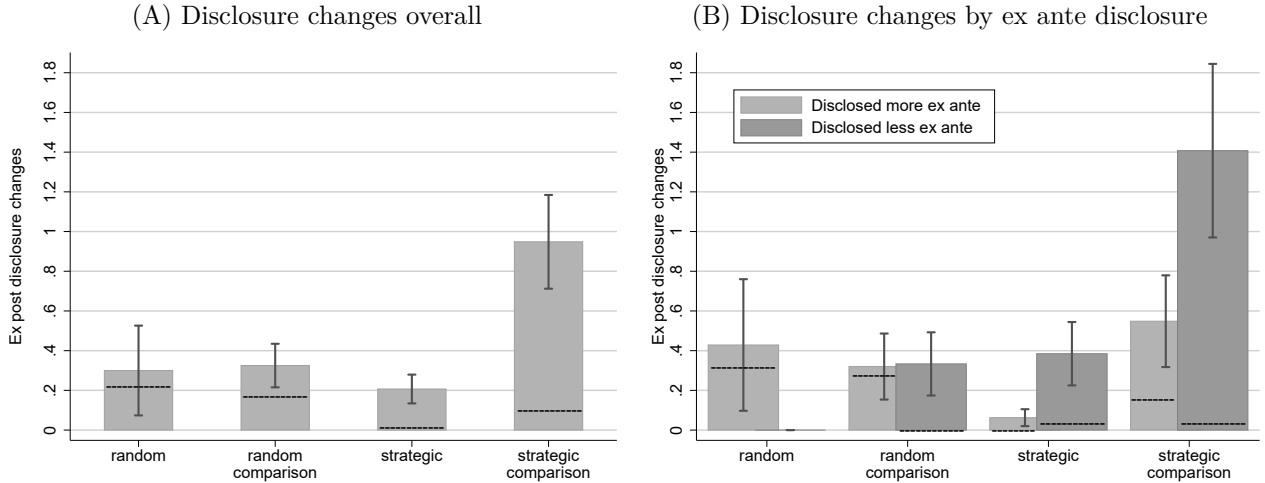 (A) Disclosure changes overall
Ex post disclosure changes
1.8
1.6
1.4
1.2
1
.8
.6
.4
.2
0
random
random
comparison
strategic
strategic
comparison
(B) Disclosure changes by ex ante disclosure
Ex post disclosure changes
1.8
1.6
1.4
1.2
1
.8
.6
.4
.2
0
Disclosed more ex ante
Disclosed less ex ante
random
random
comparison
strategic
strategic
comparison